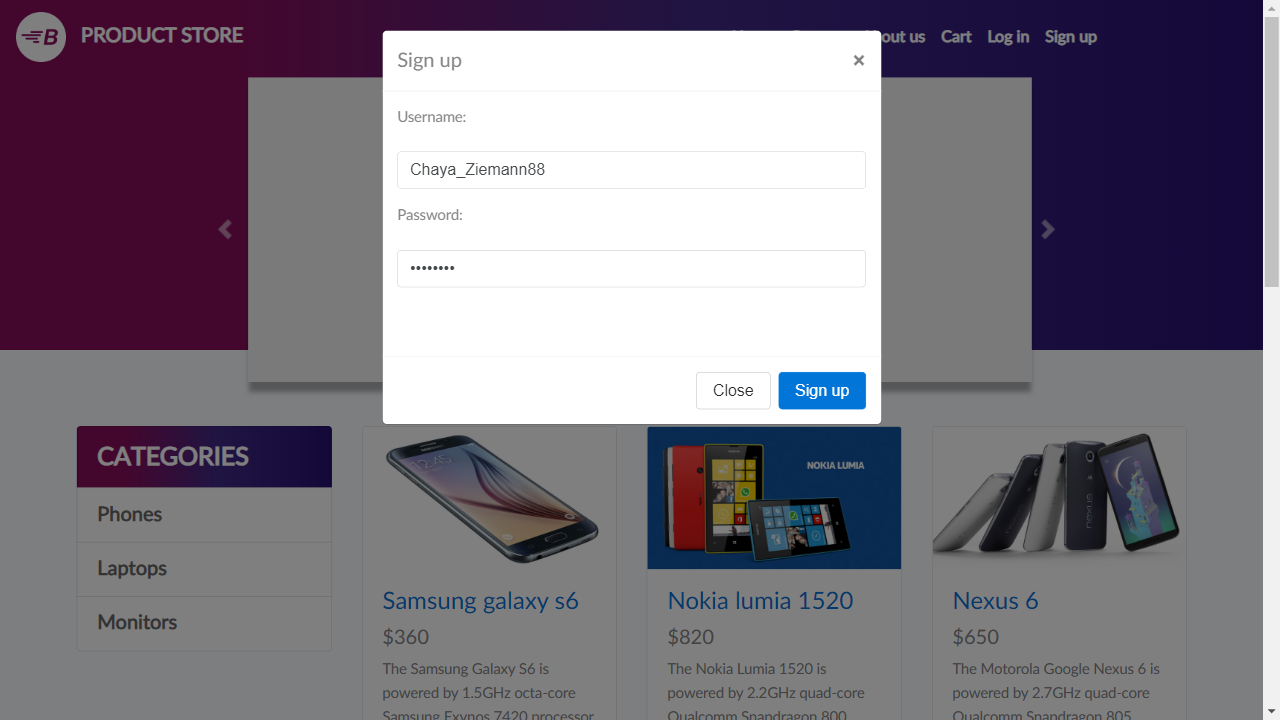 PRODUCT STORE
out us Cart Log in Sign up
Sign up
×
Username:
Chaya_Ziemann88
Password:
••••••••
Close Sign up
CATEGORIES
Phones
Laptops
Monitors
NOKIA LUMIA
NEXUS
Samsung galaxy s6
$360
The Samsung Galaxy S6 is
powered by 1.5GHz octa-core
Samsung Exynos 7420 processor
Nokia lumia 1520
$820
The Nokia Lumia 1520 is
powered by 2.2GHz quad-core
Qualcomm Snapdragon 800
Nexus 6
$650
The Motorola Google Nexus 6 is
powered by 2.7GHz quad-core
Qualcomm Snapdragon 805